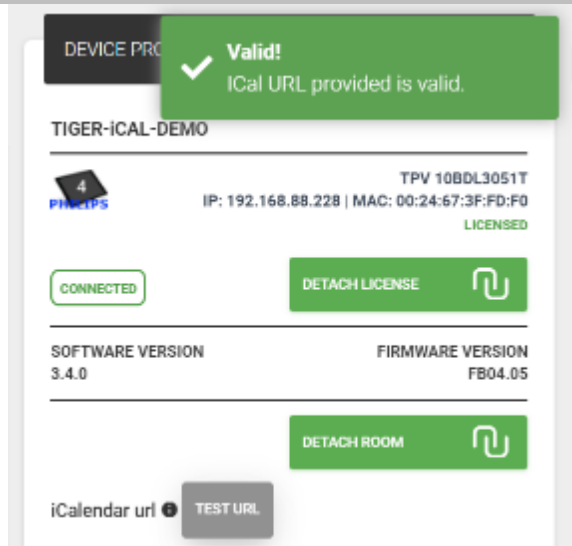 DEVICE PRO
Valid!
ICal URL provided is valid.
TIGER-iCAL-DEMO
4
PHILIPS
TPV 10BDL3051T
IP: 192.168.88.228 | MAC: 00:24:67:3F:FD:F0
LICENSED
CONNECTED
DETACH LICENSE
SOFTWARE VERSION
FIRMWARE VERSION
3.4.0
FB04.05
DETACH ROOM
iCalendar url
TEST URL